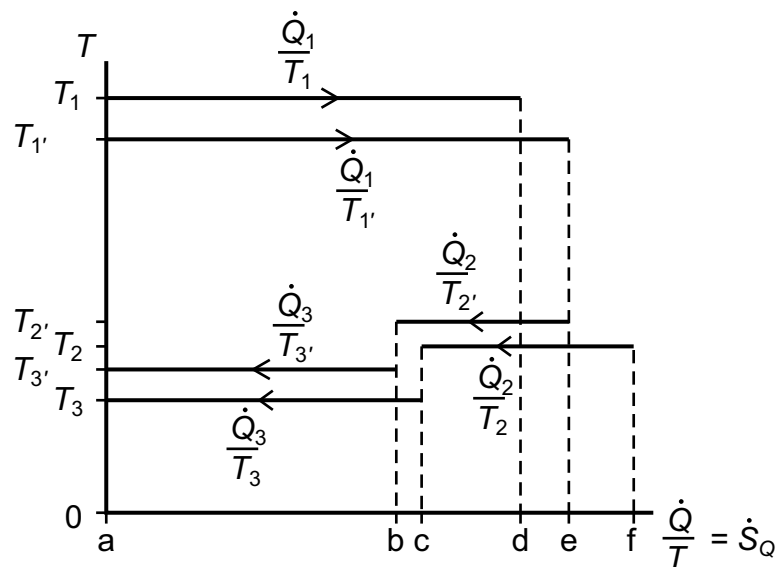 T
Q̇₁
T₁
T₁
T₁′
Q̇₁
T₁′
Q̇₂
T₂′
Q̇₃
T₃′
T₂′
T₂
T₃′
T₃
Q̇₂
T₂
Q̇₃
T₃
0
a b c d e f
Q̇
T = Ṡ_Q